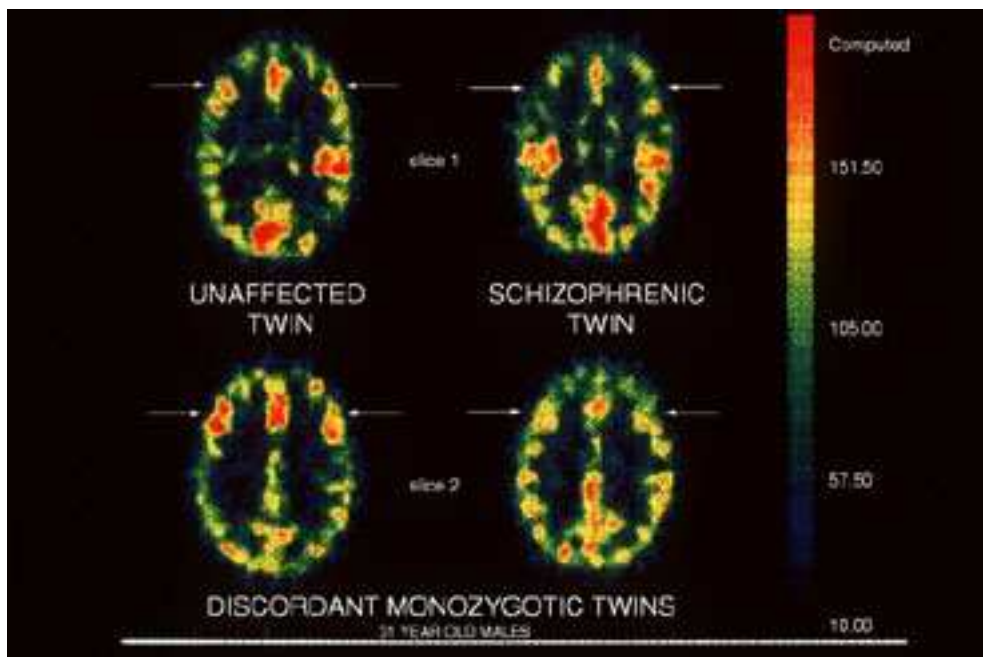 Computed
slice 1
151.50
UNAFFECTED
TWIN
SCHIZOPHRENIC
TWIN
105.00
slice 2
57.50
DISCORDANT MONOZYGOTIC TWINS
31 YEAR OLD MALES
10.00